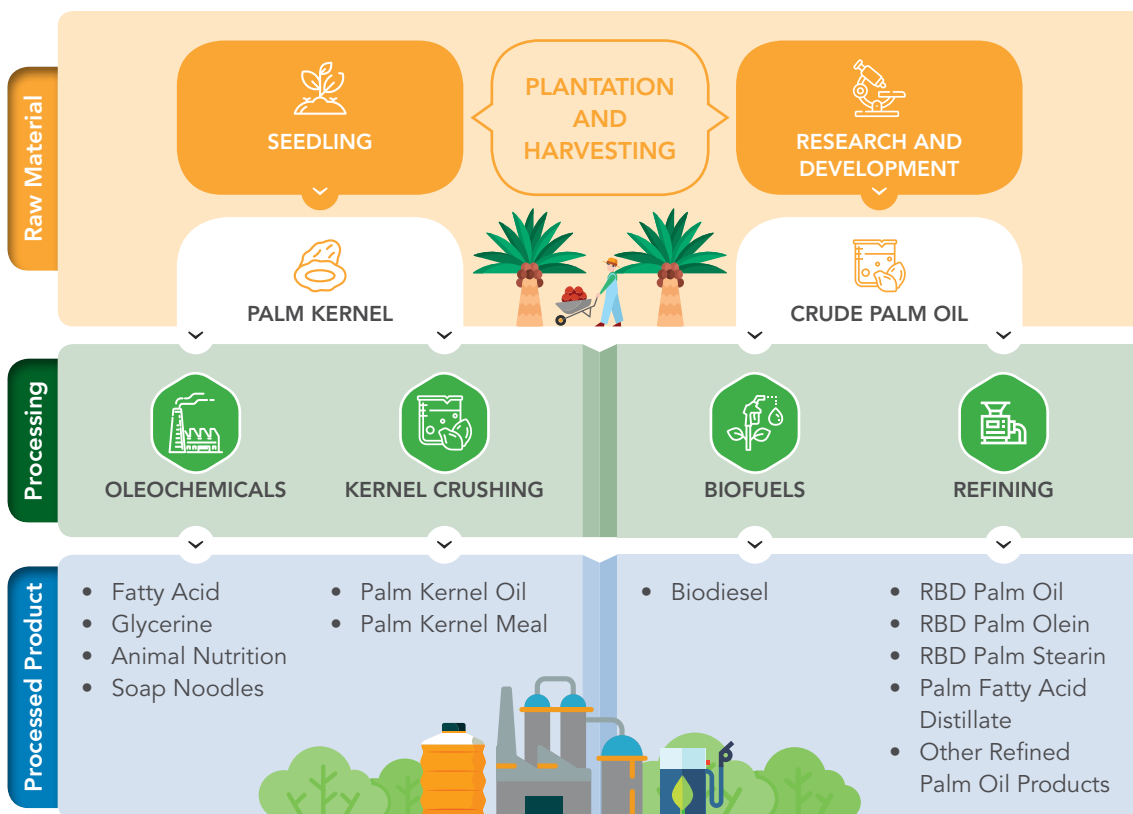 Raw Material
SEEDLING
PLANTATION
AND
HARVESTING
RESEARCH AND
DEVELOPMENT
PALM KERNEL
CRUDE PALM OIL
Processing
OLEOCHEMICALS
KERNEL CRUSHING
BIOFUELS
REFINING
Processed Product
• Fatty Acid
• Glycerine
• Animal Nutrition
• Soap Noodles
• Palm Kernel Oil
• Palm Kernel Meal
• Biodiesel
• RBD Palm Oil
• RBD Palm Olein
• RBD Palm Stearin
• Palm Fatty Acid
Distillate
• Other Refined
Palm Oil Products